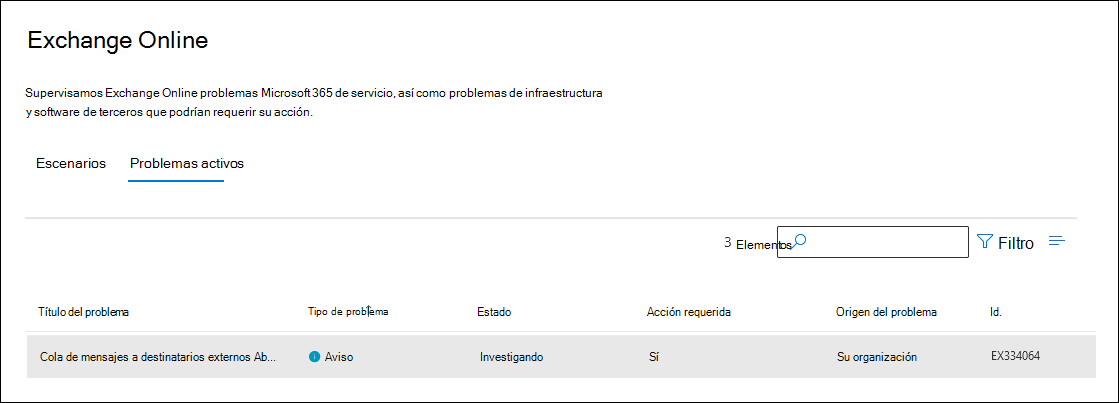 Exchange Online
Supervisamos Exchange Online problemas Microsoft 365 de servicio, así como problemas de infraestructura
y software de terceros que podrían requerir su acción.
Escenarios Problemas activos
3 Elementos Filtro
Título del problema Tipo de problema Estado Acción requerida Origen del problema Id.
Cola de mensajes a destinatarios externos Ab... Aviso Investigando Sí Su organización EX334064